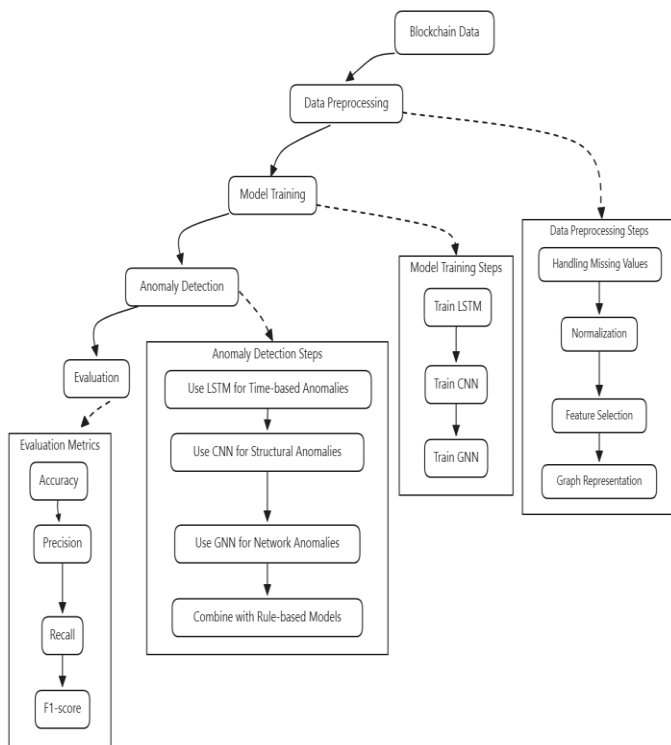 Blockchain Data
Data Preprocessing
Model Training
Anomaly Detection
Evaluation
Data Preprocessing Steps
Handling Missing Values
Normalization
Feature Selection
Graph Representation
Model Training Steps
Train LSTM
Train CNN
Train GNN
Anomaly Detection Steps
Use LSTM for Time-based Anomalies
Use CNN for Structural Anomalies
Use GNN for Network Anomalies
Combine with Rule-based Models
Evaluation Metrics
Accuracy
Precision
Recall
F1-score